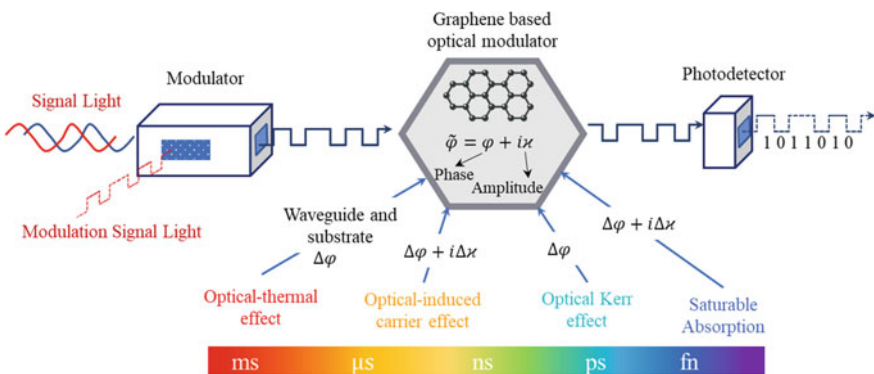 Graphene based
optical modulator
Modulator
Photodetector
Signal Light
φ̃ = φ + iϰ
1 0 1 1 0 1 0
Phase
Amplitude
Modulation Signal Light
Waveguide and
substrate
Δφ
Δφ + iΔϰ
Δφ
Δφ + iΔϰ
Optical-thermal
effect
Optical-induced
carrier effect
Optical Kerr
effect
Saturable
Absorption
ms
μs
ns
ps
fn